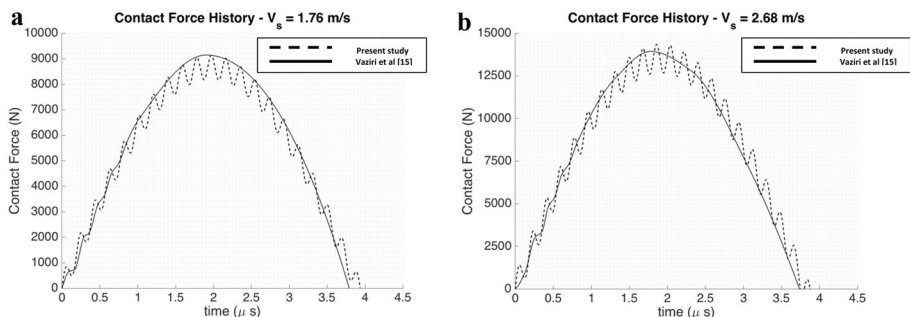 a
Contact Force History - Vs = 1.76 m/s
Present study
Vaziri et al [15]
Contact Force (N)
10000
9000
8000
7000
6000
5000
4000
3000
2000
1000
0
0 0.5 1 1.5 2 2.5 3 3.5 4 4.5
time (μ s)
b
Contact Force History - Vs = 2.68 m/s
Present study
Vaziri et al [15]
Contact Force (N)
15000
12500
10000
7500
5000
2500
0
0 0.5 1 1.5 2 2.5 3 3.5 4 4.5
time (μ s)